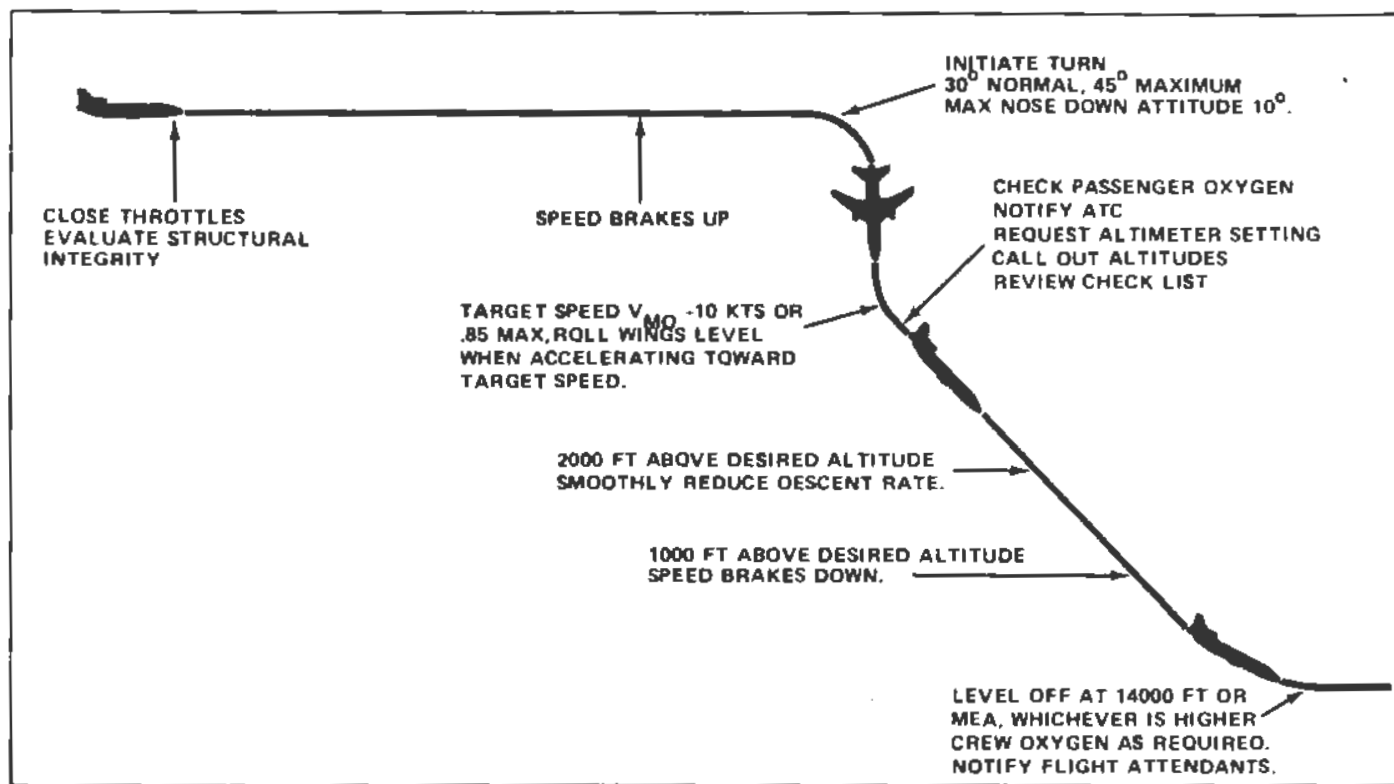 INITIATE TURN
30° NORMAL, 45° MAXIMUM
MAX NOSE DOWN ATTITUDE 10°.
CLOSE THROTTLES
EVALUATE STRUCTURAL
INTEGRITY
SPEED BRAKES UP
CHECK PASSENGER OXYGEN
NOTIFY ATC
REQUEST ALTIMETER SETTING
CALL OUT ALTITUDES
REVIEW CHECK LIST
TARGET SPEED VMO -10 KTS OR
.85 MAX, ROLL WINGS LEVEL
WHEN ACCELERATING TOWARD
TARGET SPEED.
2000 FT ABOVE DESIRED ALTITUDE
SMOOTHLY REDUCE DESCENT RATE.
1000 FT ABOVE DESIRED ALTITUDE
SPEED BRAKES DOWN.
LEVEL OFF AT 14000 FT OR
MEA, WHICHEVER IS HIGHER
CREW OXYGEN AS REQUIRED.
NOTIFY FLIGHT ATTENDANTS.